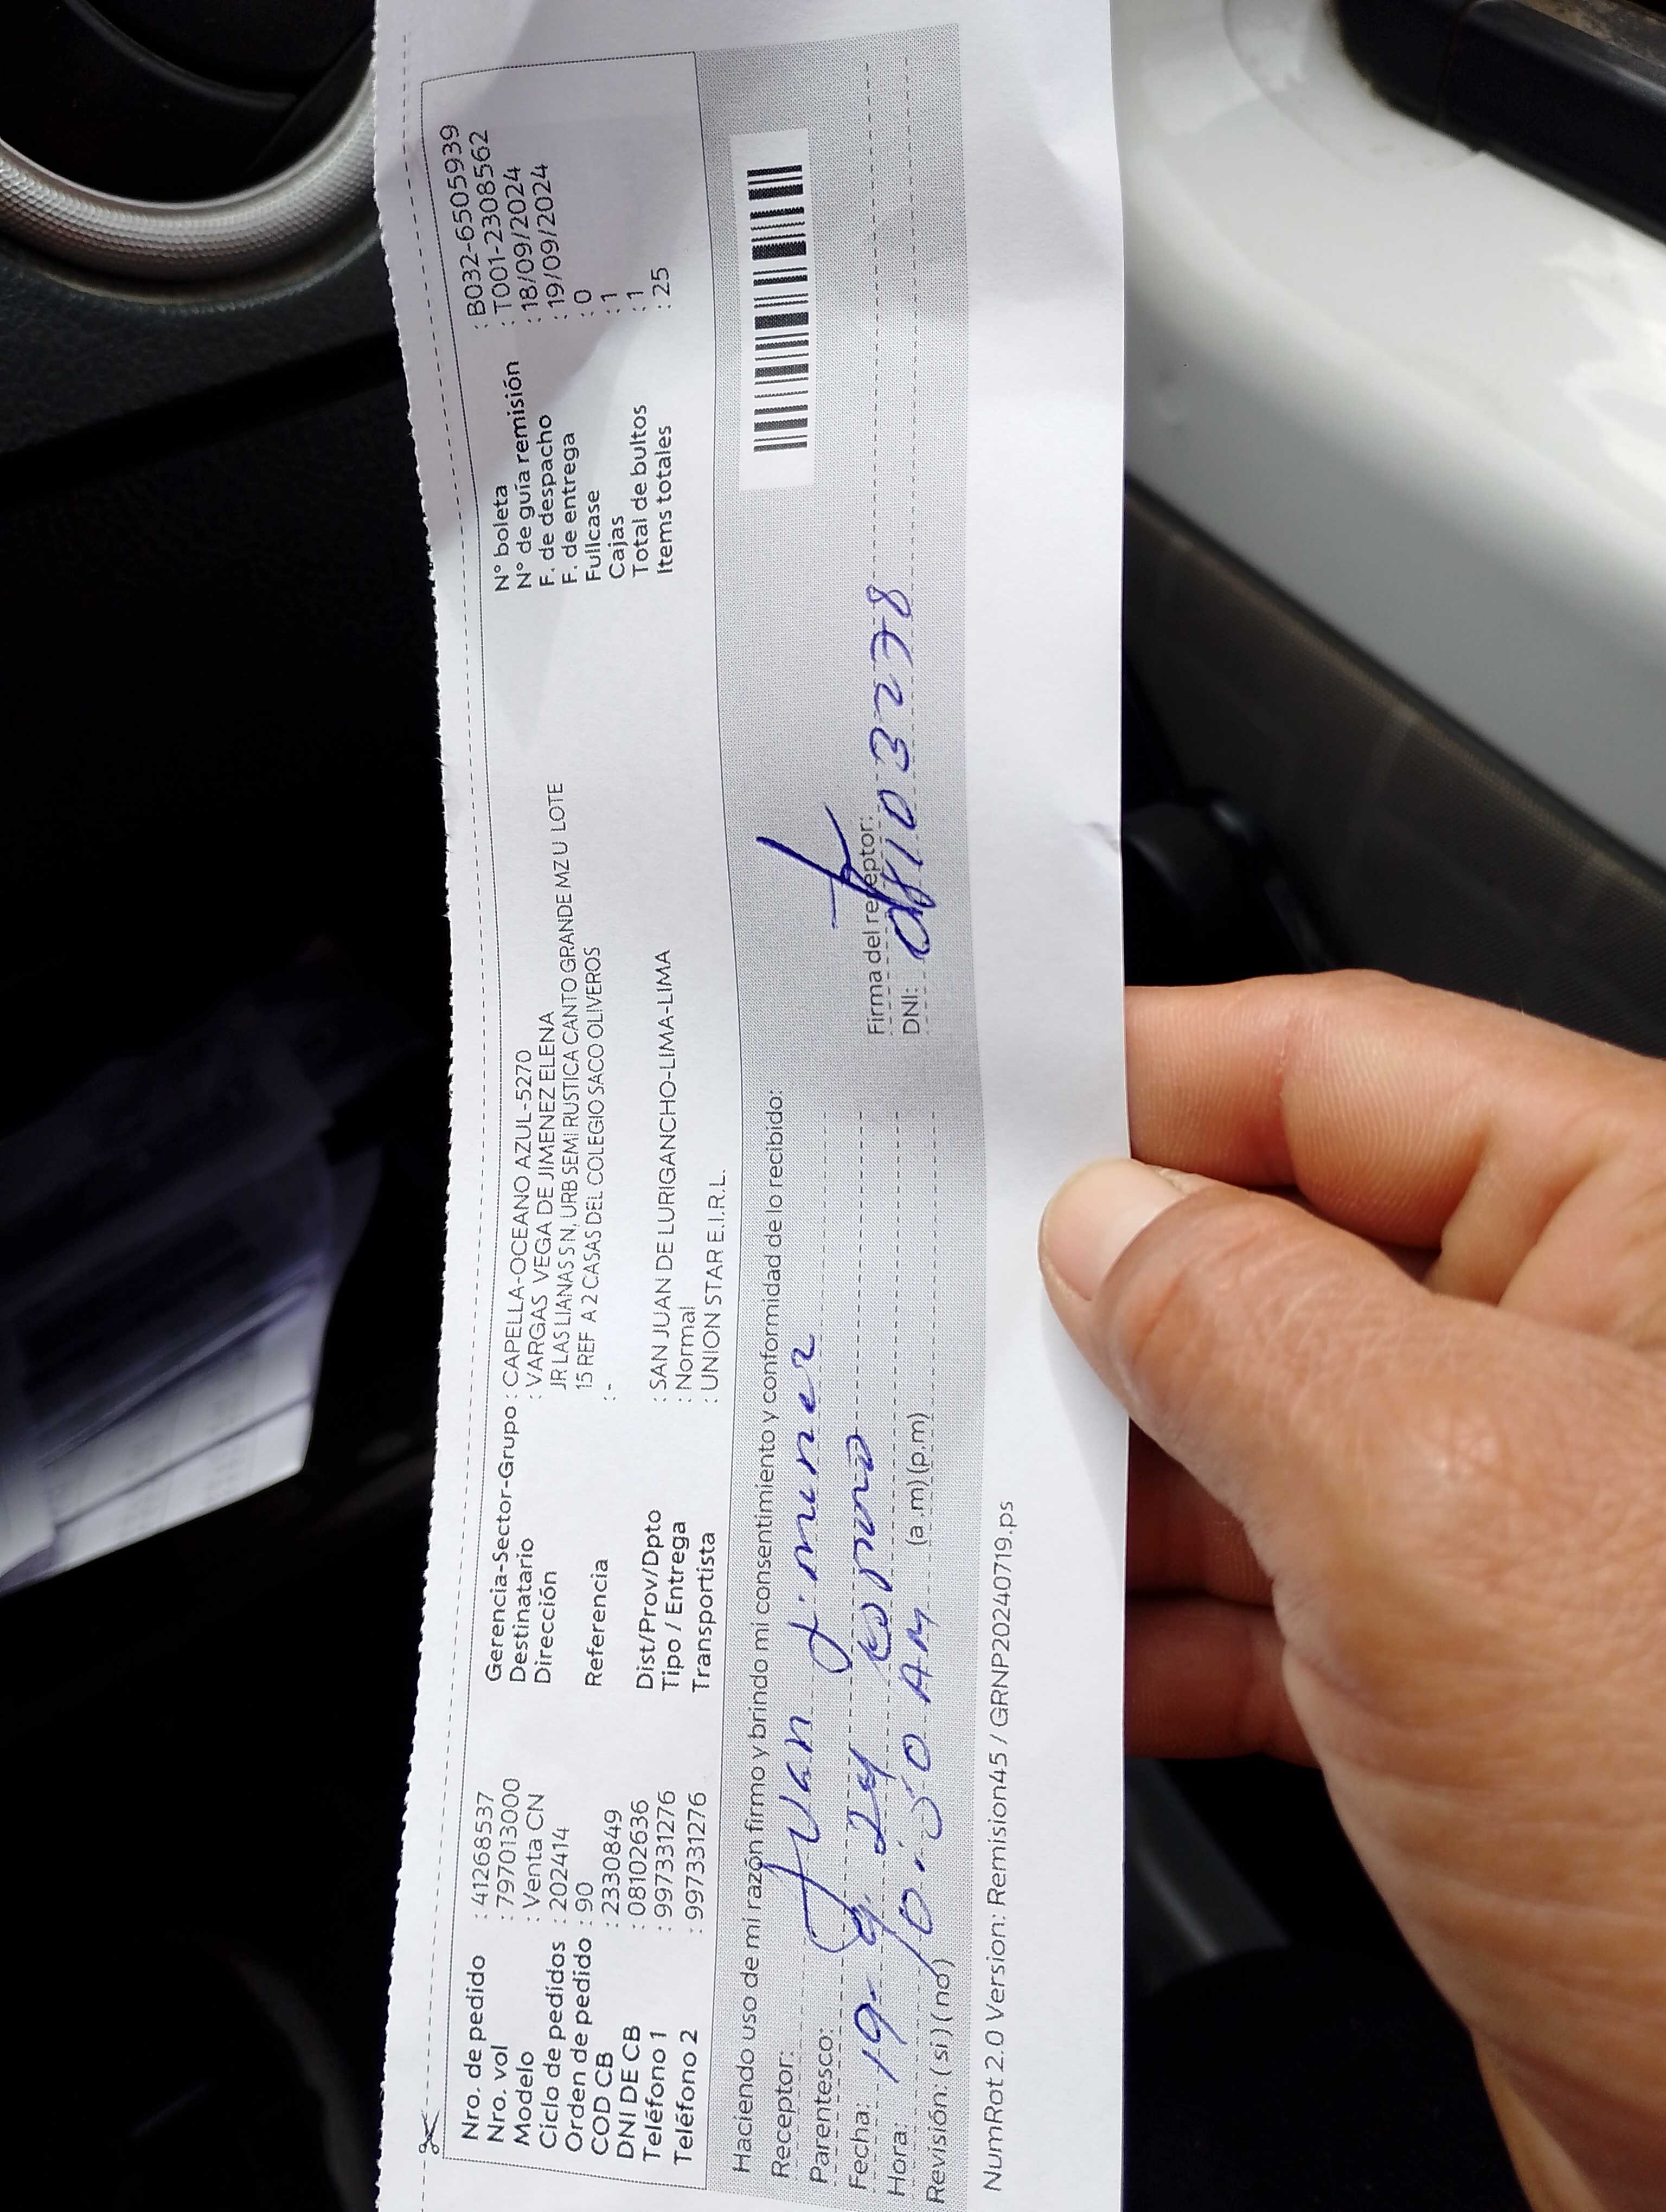 Nro. de pedido : 41268537
Nro. vol : 797013000
Modelo : Venta CN
Ciclo de pedidos : 202414
Orden de pedido : 90
COD CB : 2330849
DNI DE CB : 08102636
Teléfono 1 : 997331276
Teléfono 2 : 997331276
Gerencia-Sector-Grupo : CAPELLA-OCEANO AZUL-5270
Destinatario : VARGAS VEGA DE JIMENEZ ELENA
Dirección JR LAS LIANAS S N, URB SEMI RUSTICA CANTO GRANDE MZ U LOTE
15 REF A 2 CASAS DEL COLEGIO SACO OLIVEROS
Referencia : -
Dist/Prov/Dpto : SAN JUAN DE LURIGANCHO-LIMA-LIMA
Tipo / Entrega : Normal
Transportista : UNION STAR E.I.R.L.
N° boleta : B032-6505939
N° de guía remisión : T001-2308562
F. de despacho : 18/09/2024
F. de entrega : 19/09/2024
Fullcase : 0
Cajas : 1
Total de bultos : 1
Items totales : 25
Haciendo uso de mi razón firmo y brindo mi consentimiento y conformidad de lo recibido:
Receptor: Juan Jimenez
Parentesco:
Fecha: 19-9-24
Hora: 10:50 AM (a.m)(p.m)
Revisión: (si)(no)
Firma del receptor:
DNI:
NumRot 2.0 Version: Remision45 / GRNP20240719.ps